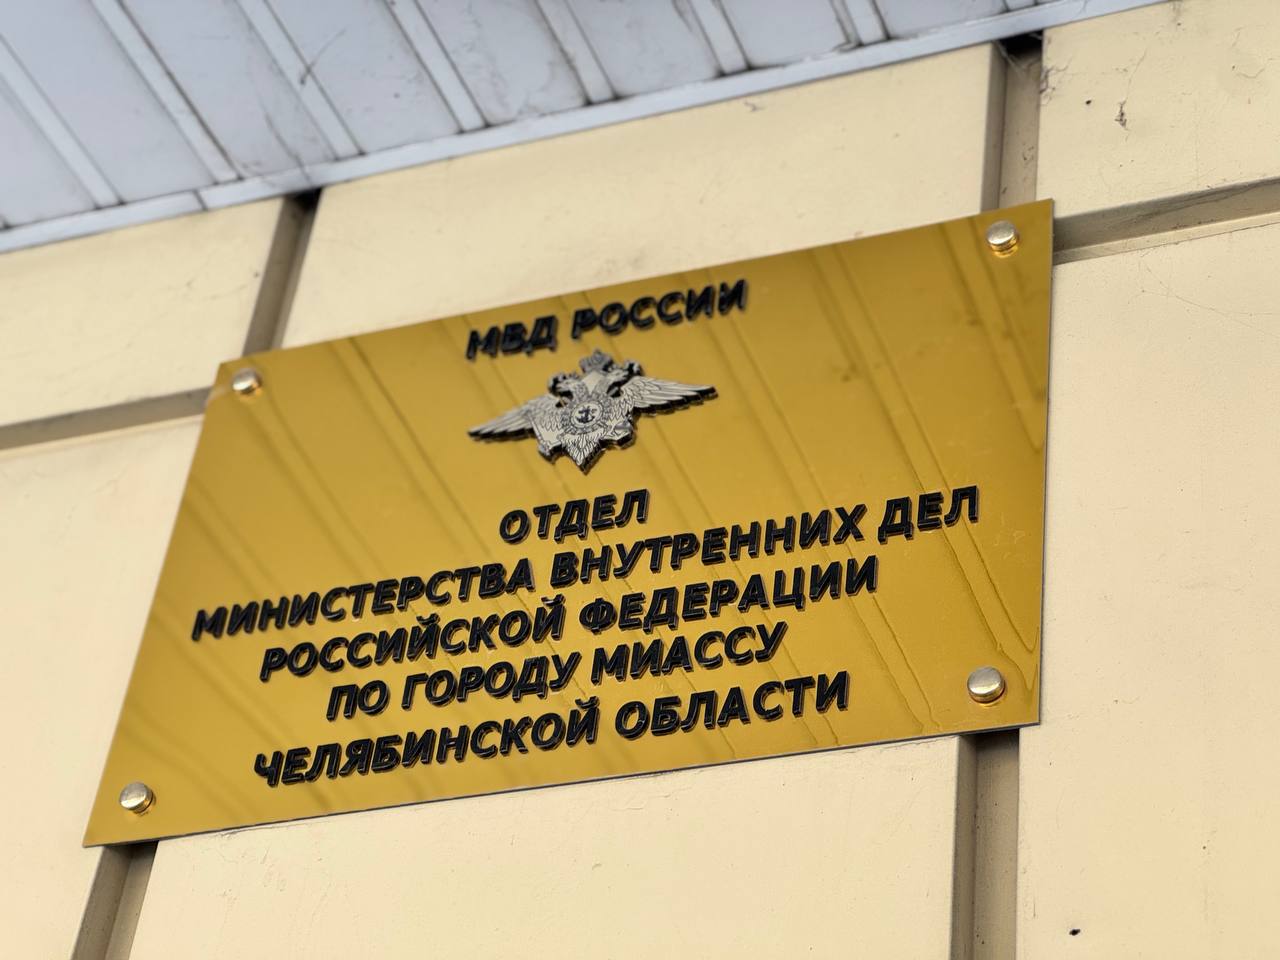 МВД РОССИИ
ОТДЕЛ
МИНИСТЕРСТВА ВНУТРЕННИХ ДЕЛ
РОССИЙСКОЙ ФЕДЕРАЦИИ
ПО ГОРОДУ МИАССУ
ЧЕЛЯБИНСКОЙ ОБЛАСТИ